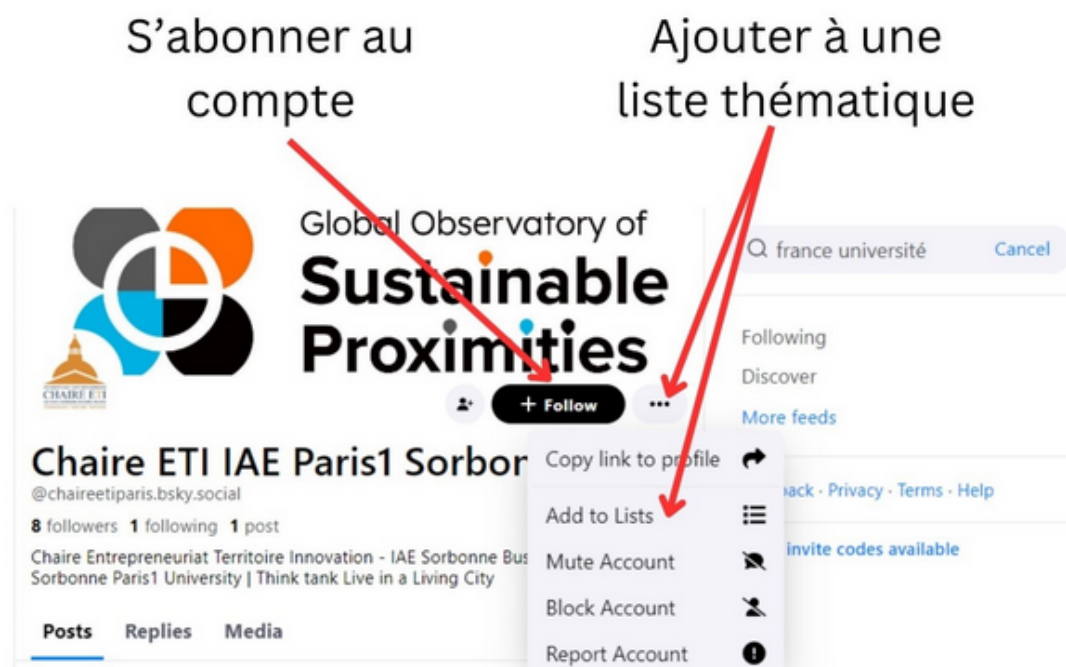 S'abonner au
compte
Ajouter à une
liste thématique
Global Observatory of
Sustainable
Proximities
CHAIRE ETI
+ Follow
...
Chaire ETI IAE Paris1 Sorbon
@chaireetiparis.bsky.social
8 followers 1 following 1 post
Chaire Entrepreneuriat Territoire Innovation - IAE Sorbonne Bus
Sorbonne Paris1 University | Think tank Live in a Living City
Posts Replies Media
Copy link to profile
Add to Lists
Mute Account
Block Account
Report Account
france université Cancel
Following
Discover
More feeds
back · Privacy · Terms · Help
invite codes available